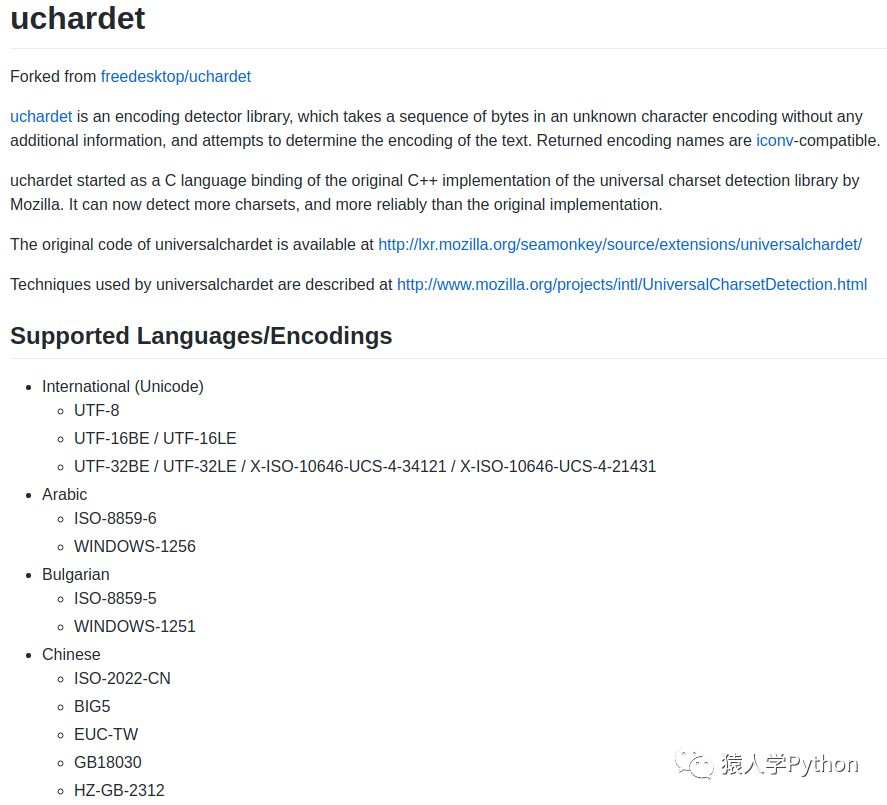 uchardet
Forked from freedesktop/uchardet
uchardet is an encoding detector library, which takes a sequence of bytes in an unknown character encoding without any
additional information, and attempts to determine the encoding of the text. Returned encoding names are iconv-compatible.
uchardet started as a C language binding of the original C++ implementation of the universal charset detection library by
Mozilla. It can now detect more charsets, and more reliably than the original implementation.
The original code of universalchardet is available at http://lxr.mozilla.org/seamonkey/source/extensions/universalchardet/
Techniques used by universalchardet are described at http://www.mozilla.org/projects/intl/UniversalCharsetDetection.html
Supported Languages/Encodings
International (Unicode)
UTF-8
UTF-16BE / UTF-16LE
UTF-32BE / UTF-32LE / X-ISO-10646-UCS-4-34121 / X-ISO-10646-UCS-4-21431
Arabic
ISO-8859-6
WINDOWS-1256
Bulgarian
ISO-8859-5
WINDOWS-1251
Chinese
ISO-2022-CN
BIG5
EUC-TW
GB18030
HZ-GB-2312
猿人学Python